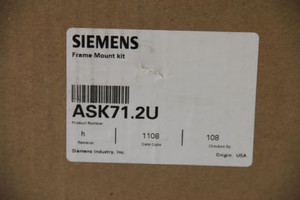 SIEMENS
Frame Mount kit
ASK71.2U
Product Number
h 1108 108
Revision Date Code Checked By
Siemens Industry, Inc. Origin: USA